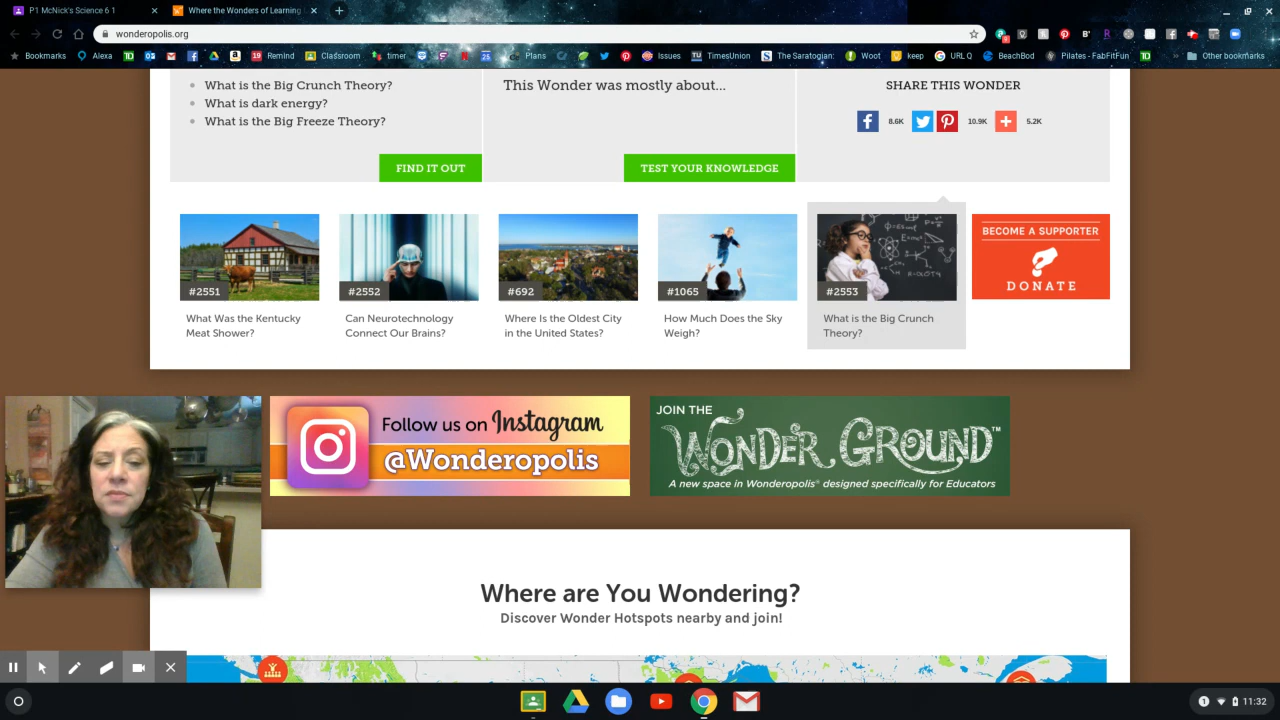 P1 McNick's Science 6 1
Where the Wonders of Learning
wonderopolis.org
Bookmarks Alexa Remind Classroom timer Plans Issues TimesUnion The Saratogian: Woot keep URL Q BeachBod Pilates - FabFitFun Other bookmarks
What is the Big Crunch Theory?
What is dark energy?
What is the Big Freeze Theory?
FIND IT OUT
This Wonder was mostly about...
TEST YOUR KNOWLEDGE
SHARE THIS WONDER
8.6K 10.9K 5.2K
#2551
What Was the Kentucky
Meat Shower?
#2552
Can Neurotechnology
Connect Our Brains?
#692
Where Is the Oldest City
in the United States?
#1065
How Much Does the Sky
Weigh?
#2553
What is the Big Crunch
Theory?
BECOME A SUPPORTER
DONATE
Follow us on Instagram
@Wonderopolis
JOIN THE
WONDER GROUND™
A new space in Wonderopolis® designed specifically for Educators
Where are You Wondering?
Discover Wonder Hotspots nearby and join!
11:32